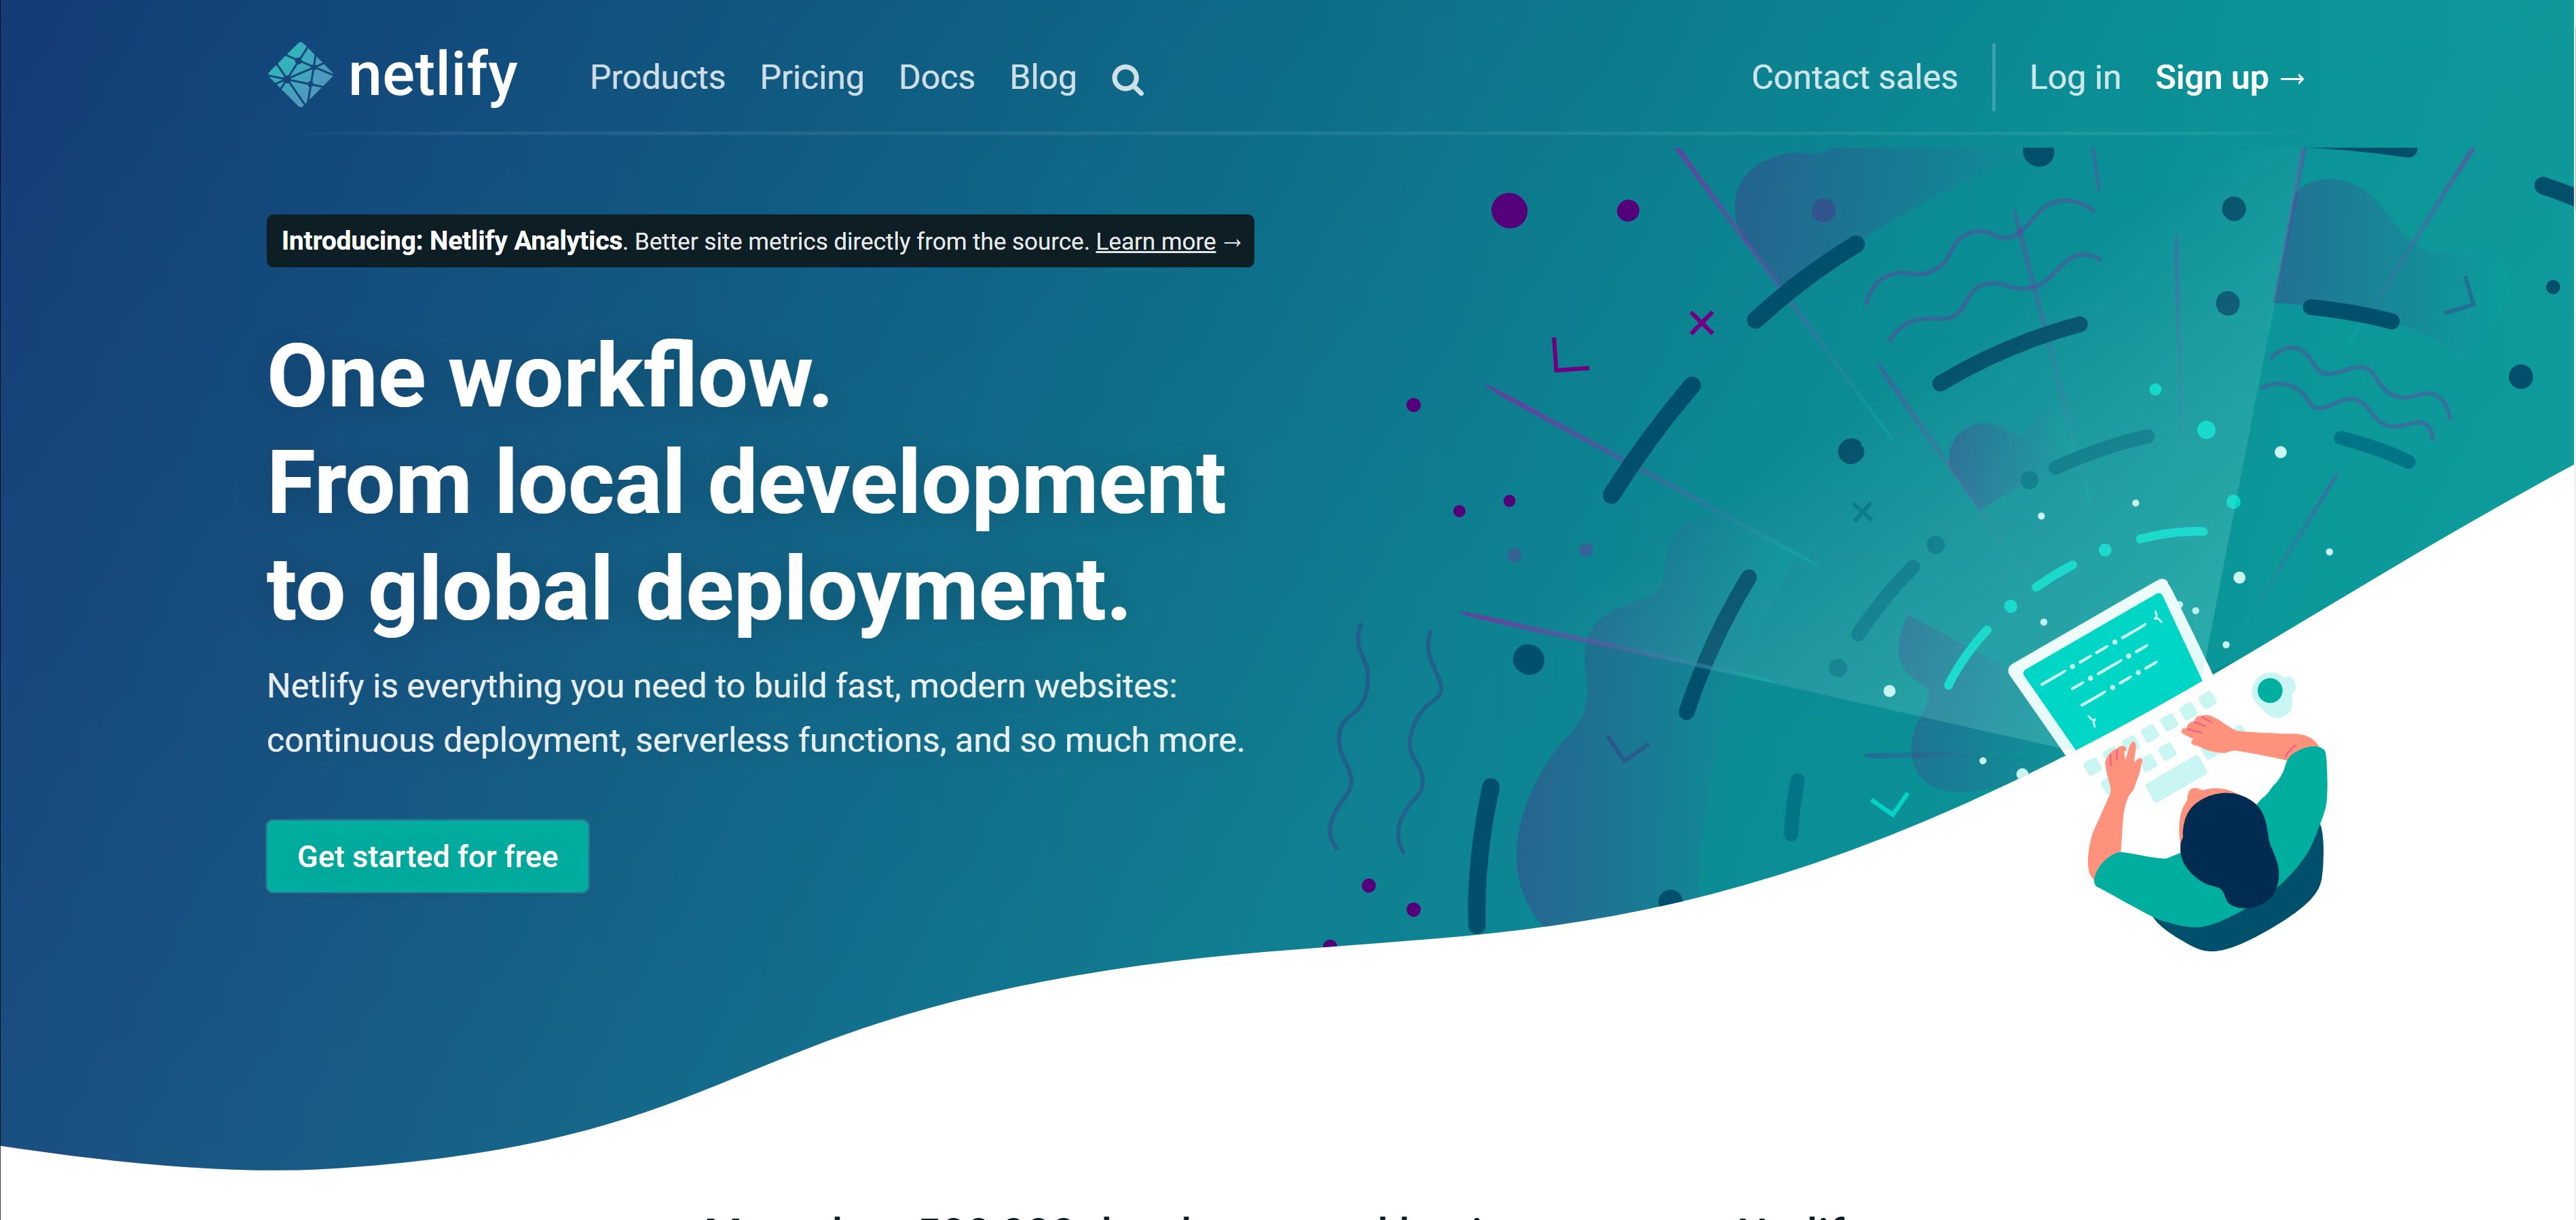 netlify
Products Pricing Docs Blog
Contact sales
Log in Sign up →
Introducing: Netlify Analytics. Better site metrics directly from the source. Learn more →
One workflow.
From local development
to global deployment.
Netlify is everything you need to build fast, modern websites:
continuous deployment, serverless functions, and so much more.
Get started for free